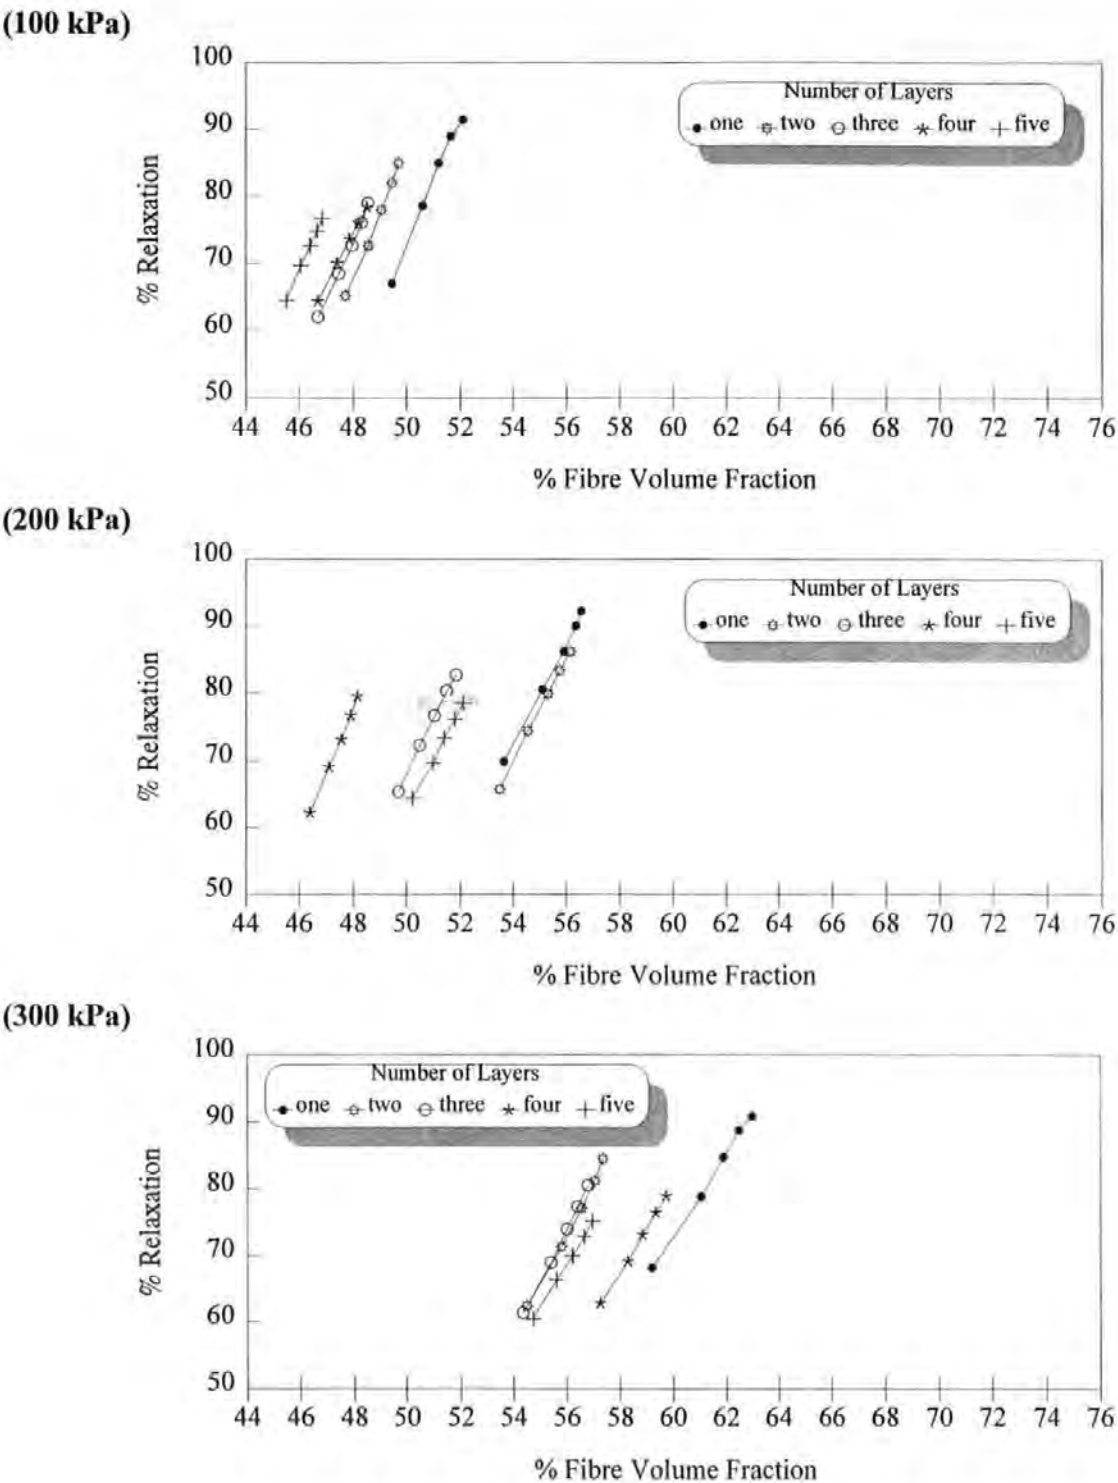 (100 kPa)
100
Number of Layers
one two three four five
90
80
70
60
50
% Relaxation
44 46 48 50 52 54 56 58 60 62 64 66 68 70 72 74 76
% Fibre Volume Fraction
(200 kPa)
100
Number of Layers
one two three four five
90
80
70
60
50
% Relaxation
44 46 48 50 52 54 56 58 60 62 64 66 68 70 72 74 76
% Fibre Volume Fraction
(300 kPa)
100
Number of Layers
one two three four five
90
80
70
60
50
% Relaxation
44 46 48 50 52 54 56 58 60 62 64 66 68 70 72 74 76
% Fibre Volume Fraction